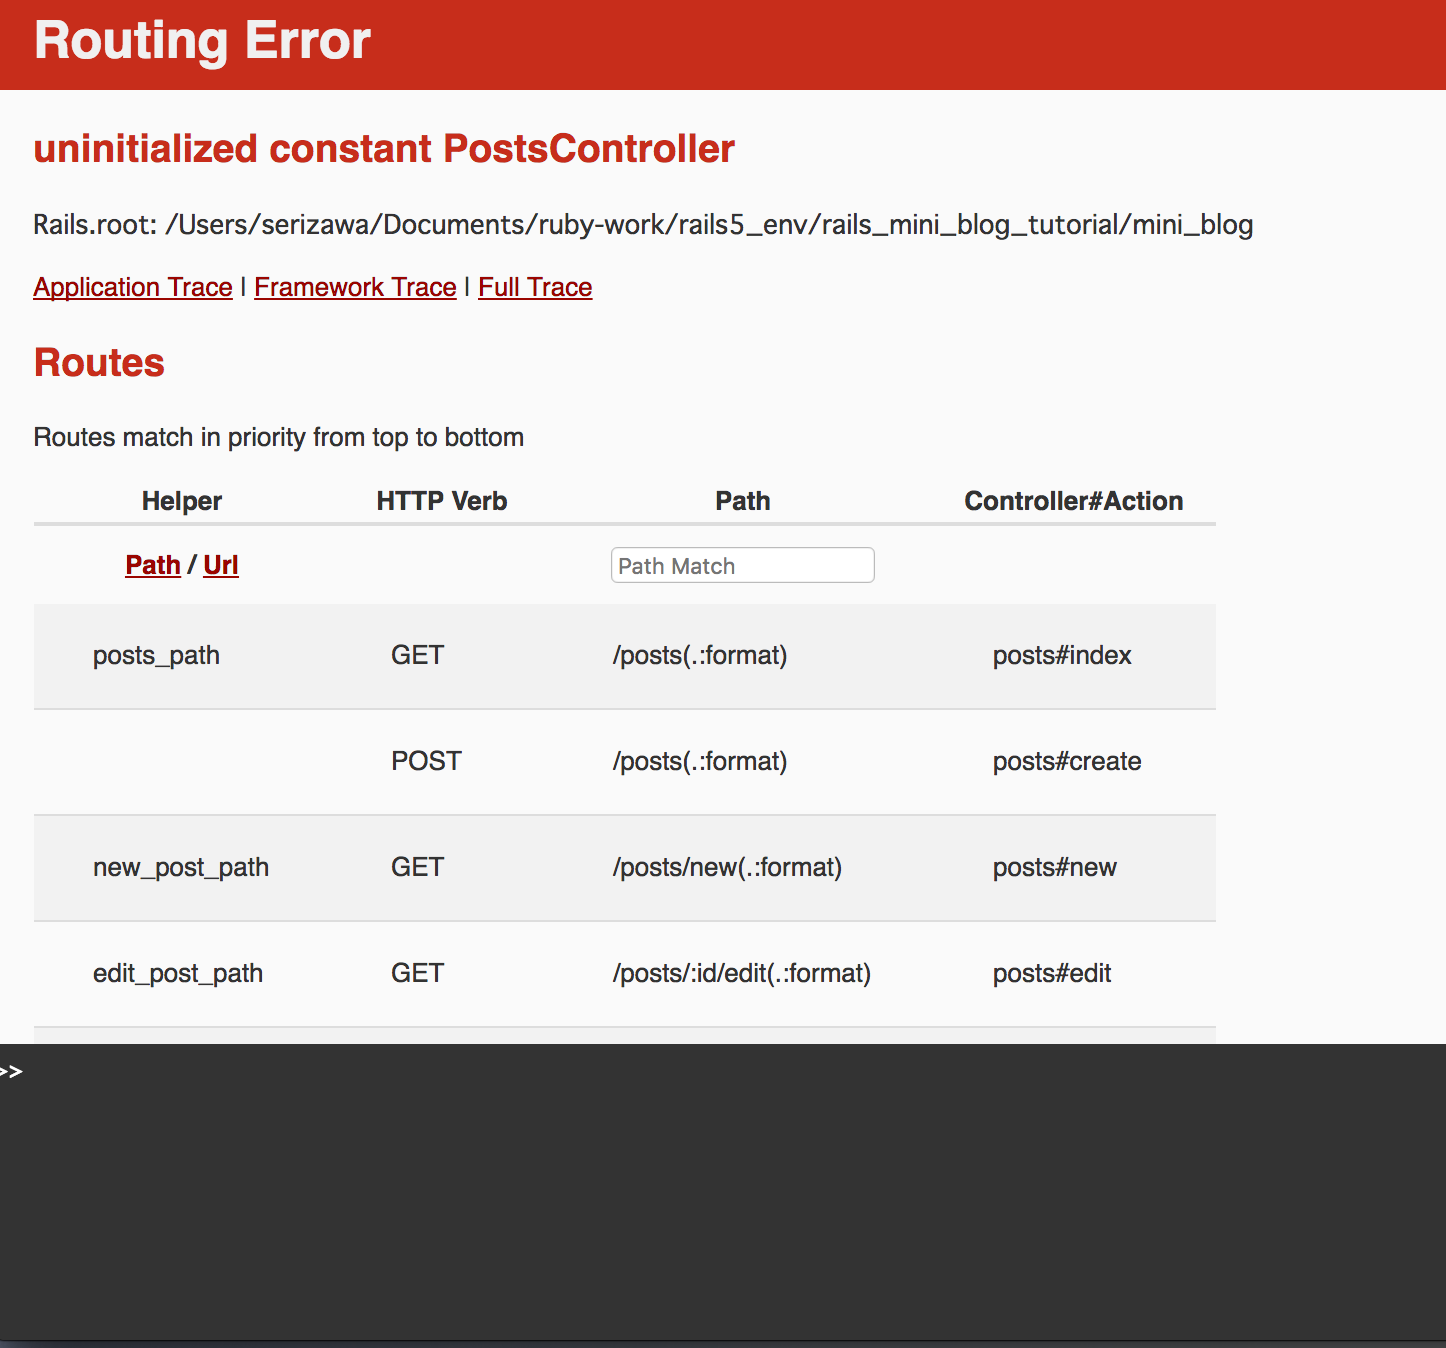 Routing Error
uninitialized constant PostsController
Rails.root: /Users/serizawa/Documents/ruby-work/rails5_env/rails_mini_blog_tutorial/mini_blog
Application Trace | Framework Trace | Full Trace
Routes
Routes match in priority from top to bottom
Helper HTTP Verb Path Controller#Action
Path / Url Path Match
posts_path GET /posts(.:format) posts#index
POST /posts(.:format) posts#create
new_post_path GET /posts/new(.:format) posts#new
edit_post_path GET /posts/:id/edit(.:format) posts#edit
>>